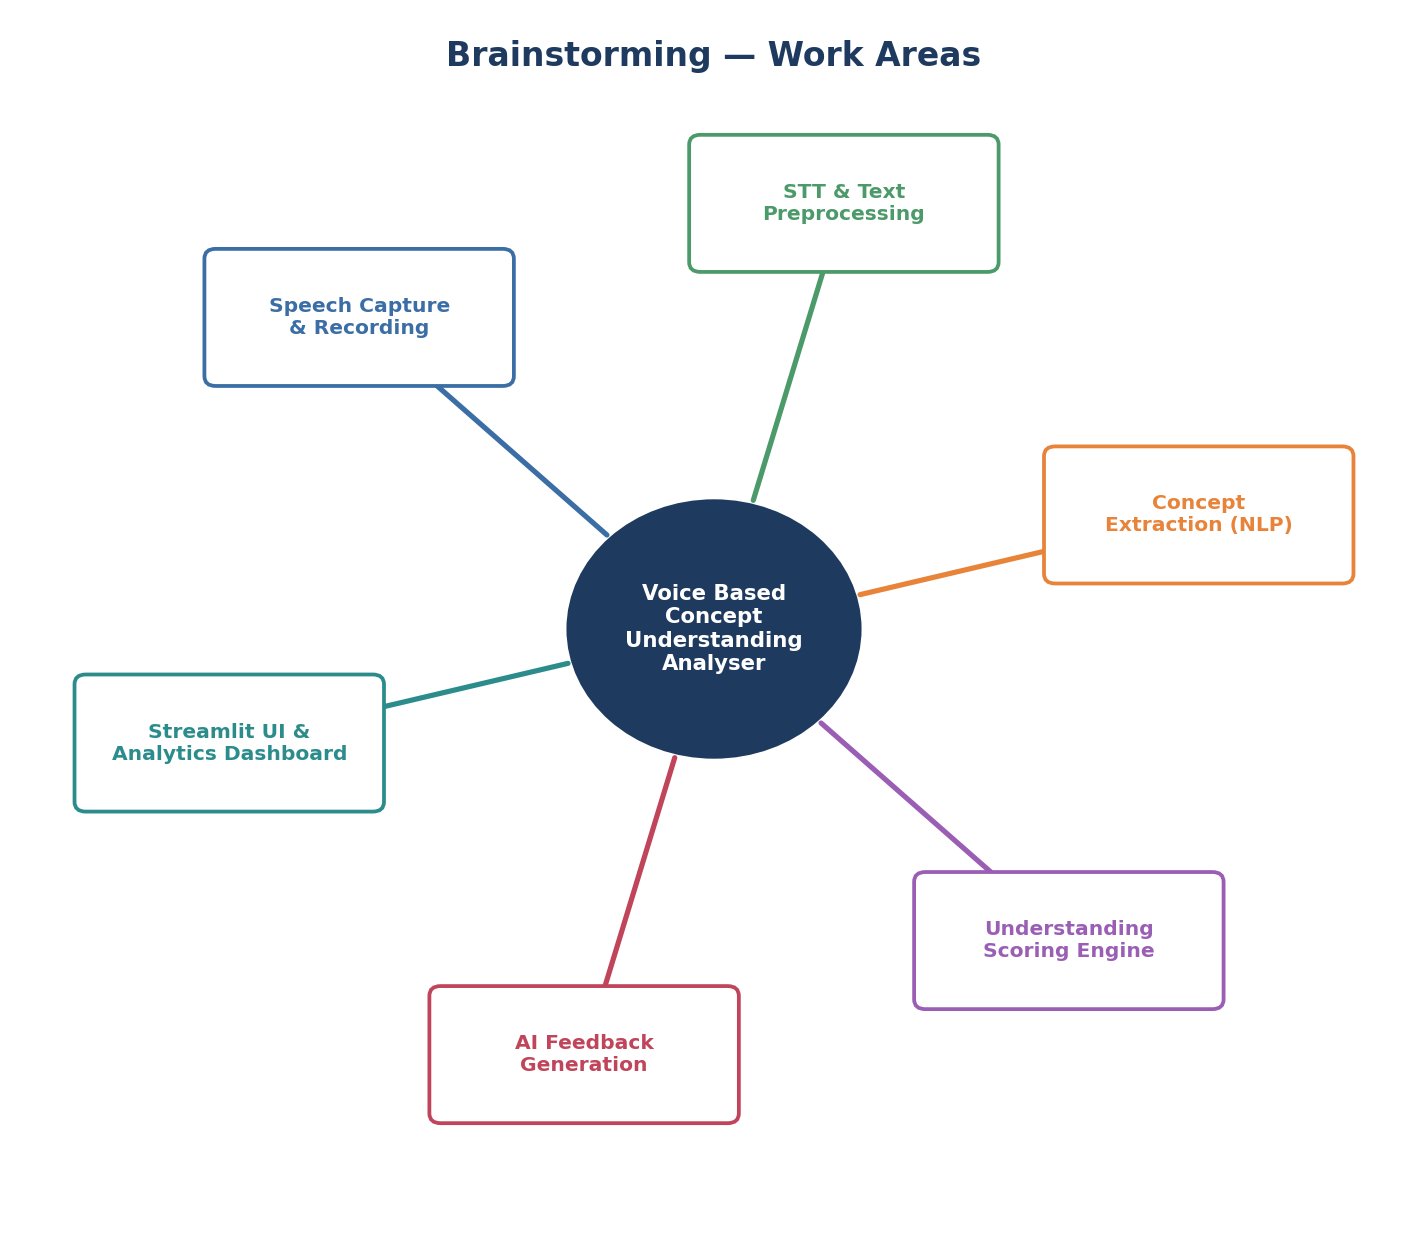 Brainstorming — Work Areas
STT & Text
Preprocessing
Speech Capture
& Recording
Concept
Extraction (NLP)
Voice Based
Concept
Understanding
Analyser
Streamlit UI &
Analytics Dashboard
Understanding
Scoring Engine
AI Feedback
Generation